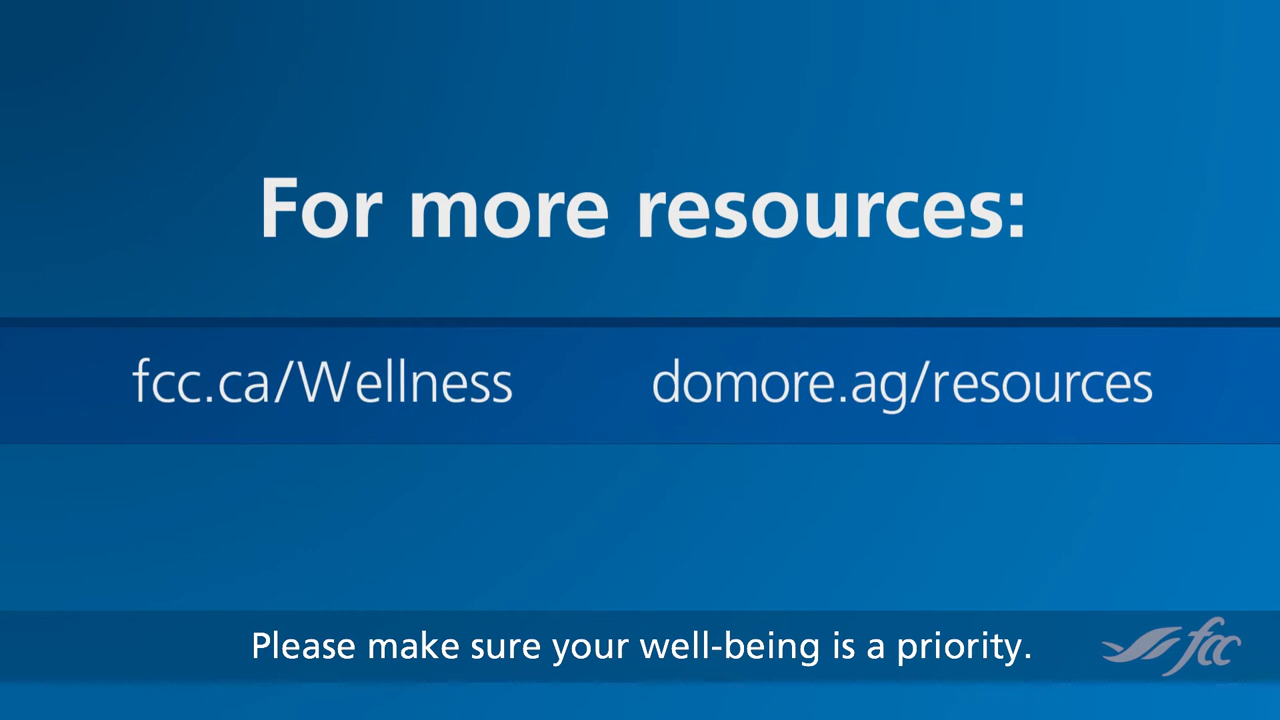 For more resources:
fcc.ca/Wellness domore.ag/resources
Please make sure your well-being is a priority.
fcc